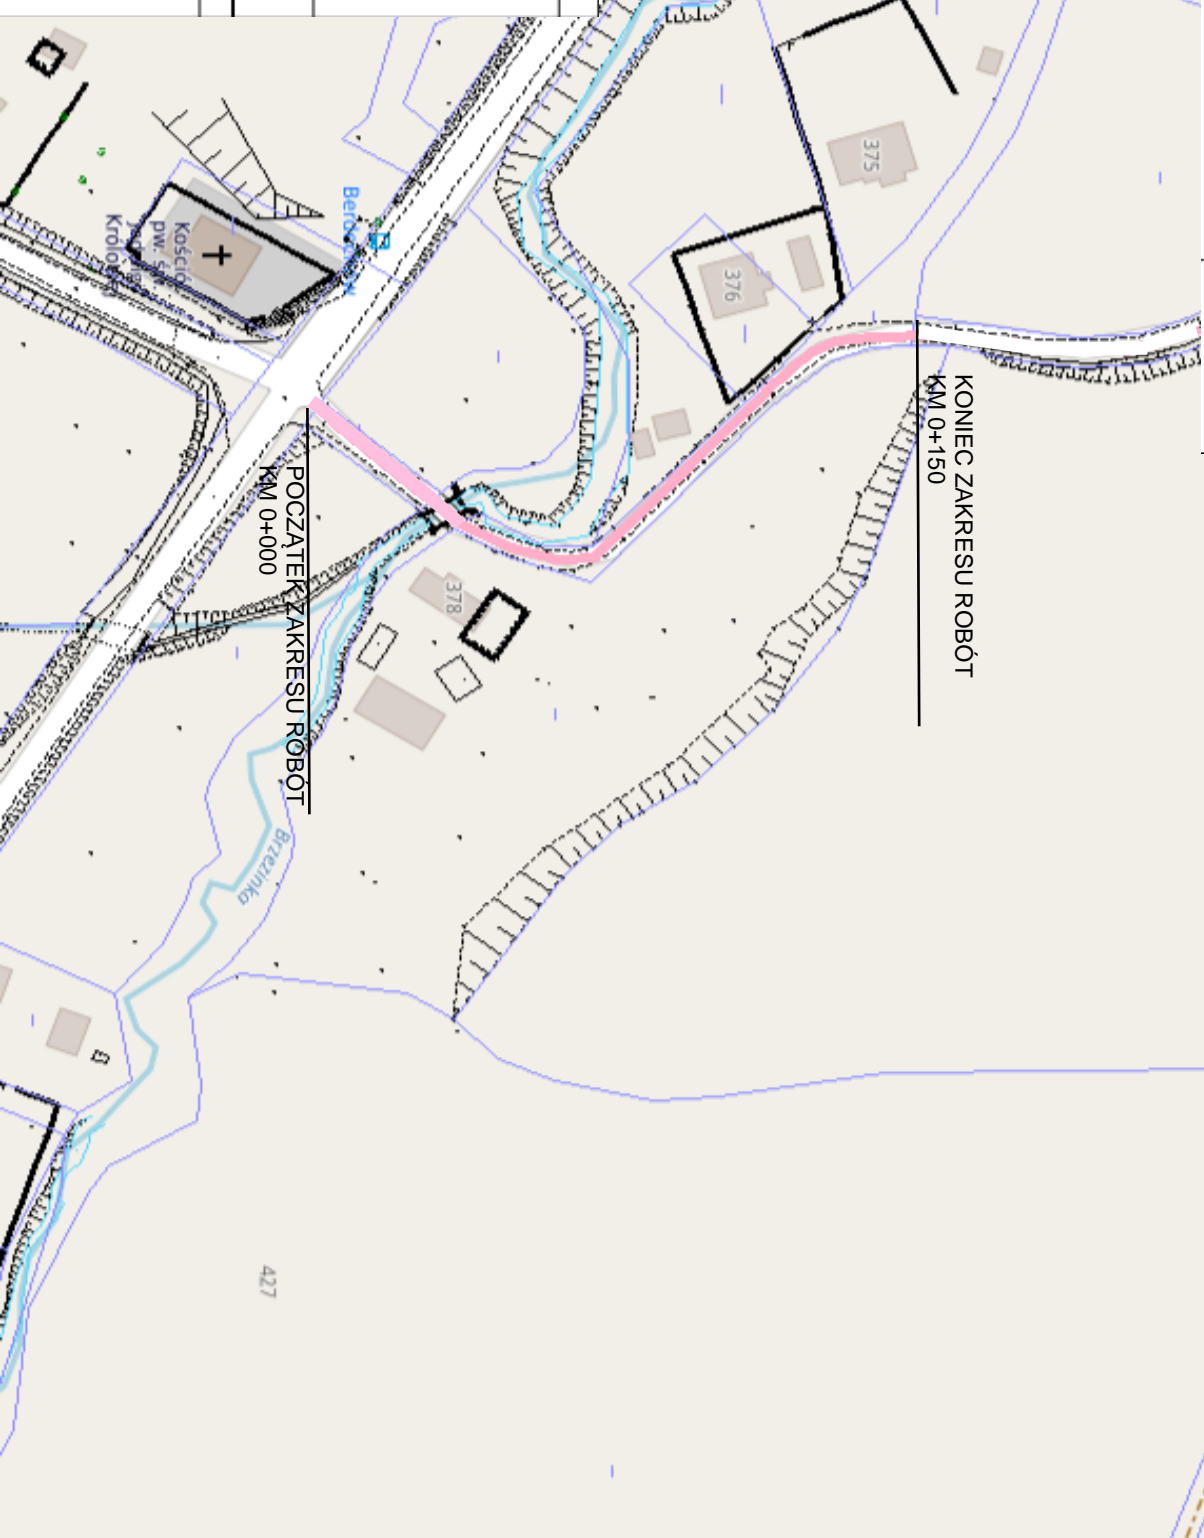 375
376
Kościół
pw. św.
POCZĄTEK ZAKRESU ROBÓT
KM 0+000
KONIEC ZAKRESU ROBÓT
KM 0+150
378
Brzezinka
427